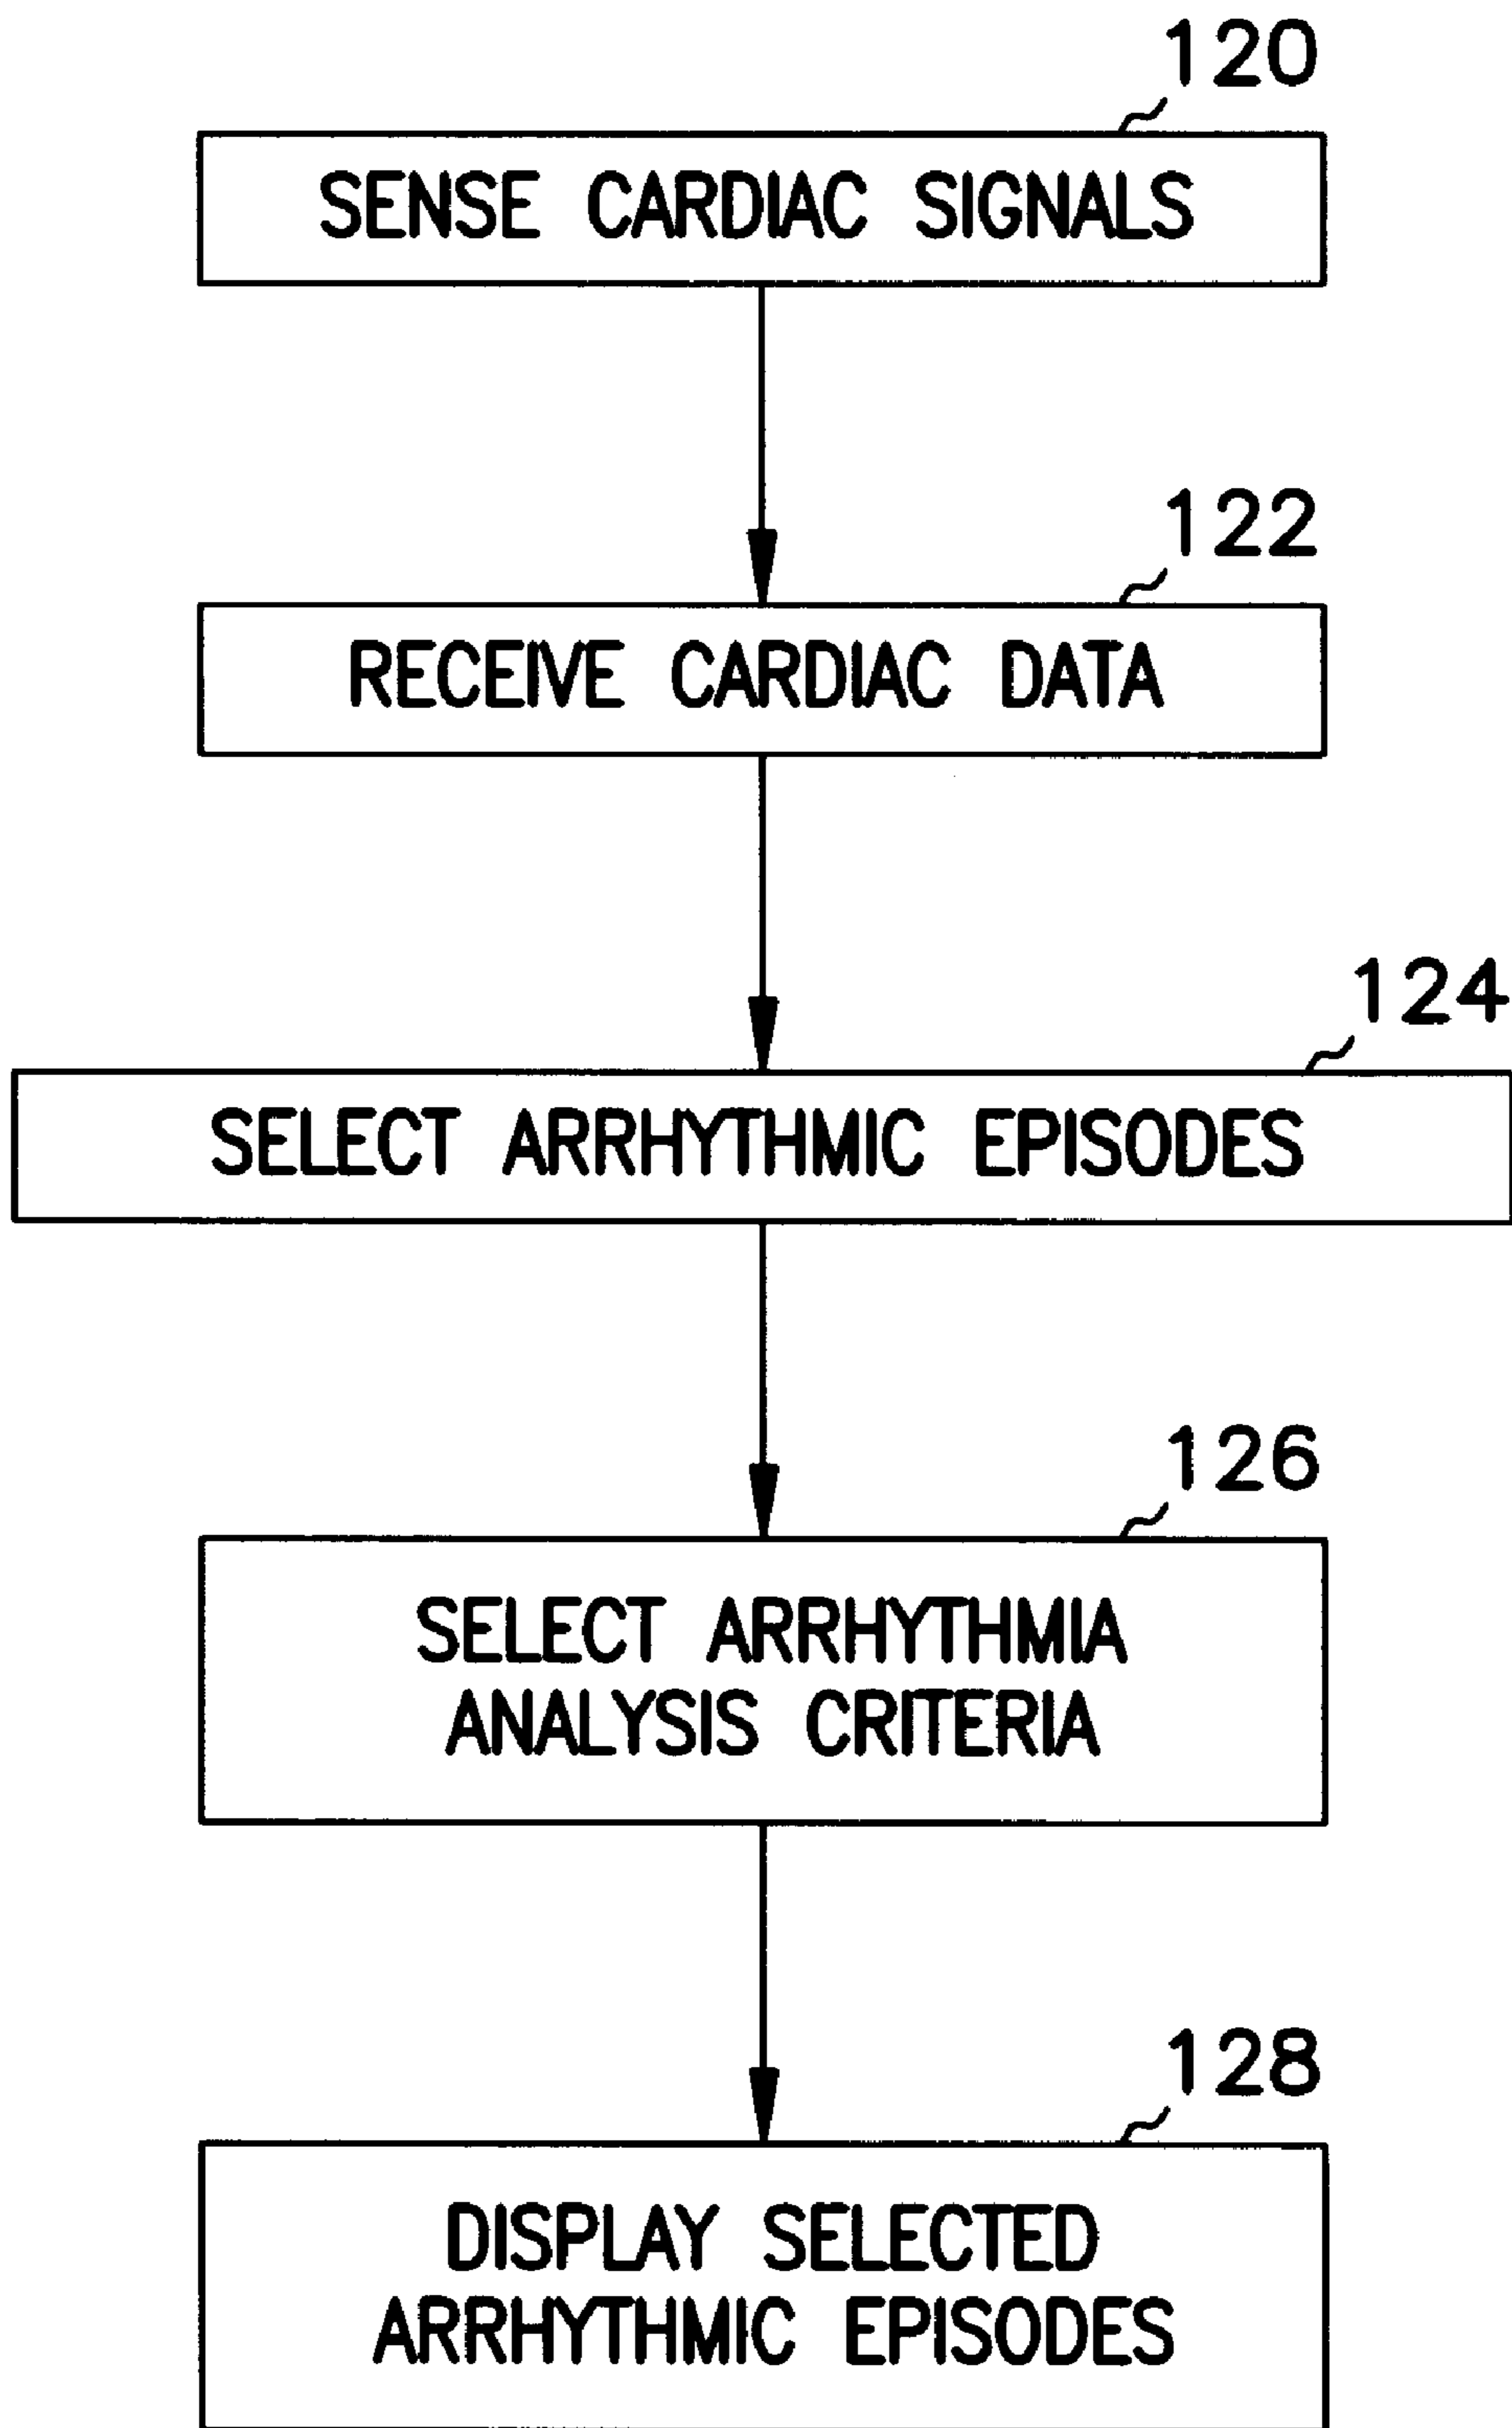 120
SENSE CARDIAC SIGNALS
122
RECEIVE CARDIAC DATA
124
SELECT ARRHYTHMIC EPISODES
126
SELECT ARRHYTHMIA
ANALYSIS CRITERIA
128
DISPLAY SELECTED
ARRHYTHMIC EPISODES